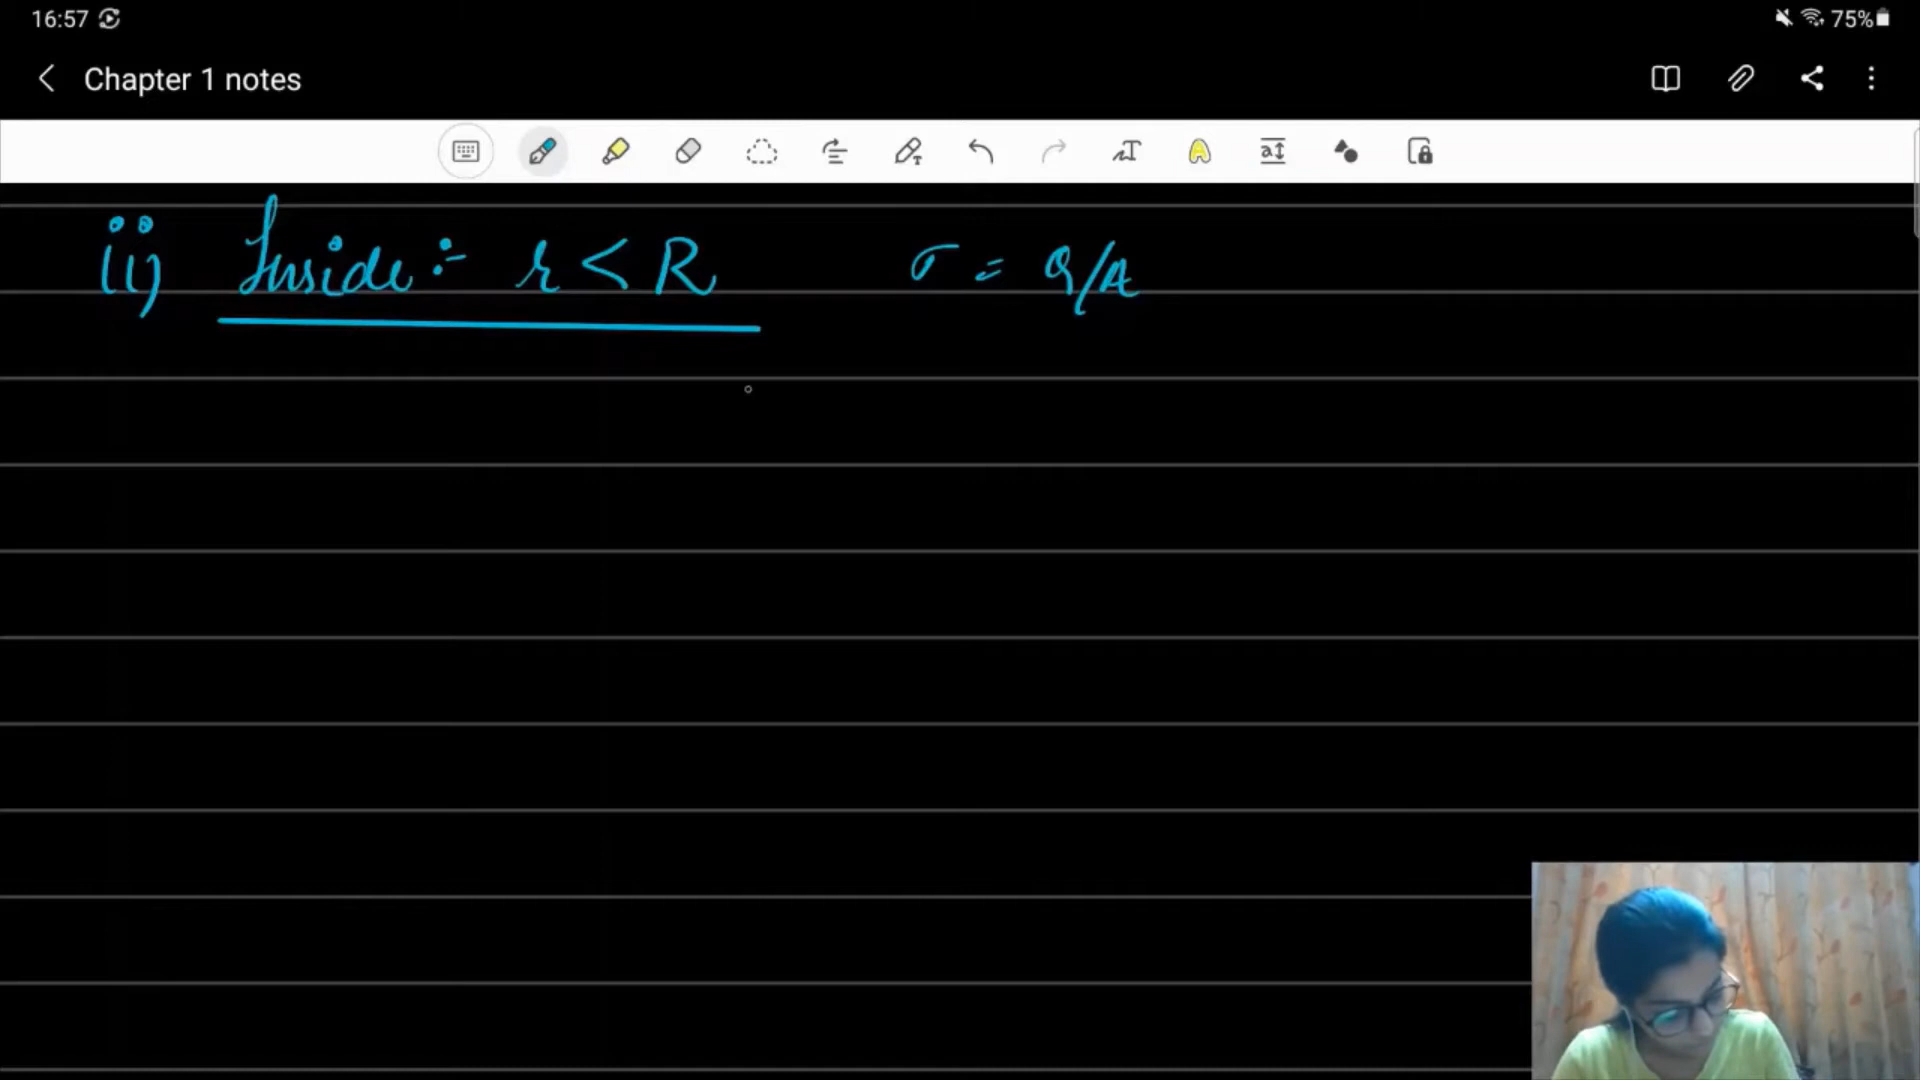 16:57 75%
Chapter 1 notes
(ii) Inside :- r < R σ = Q/A